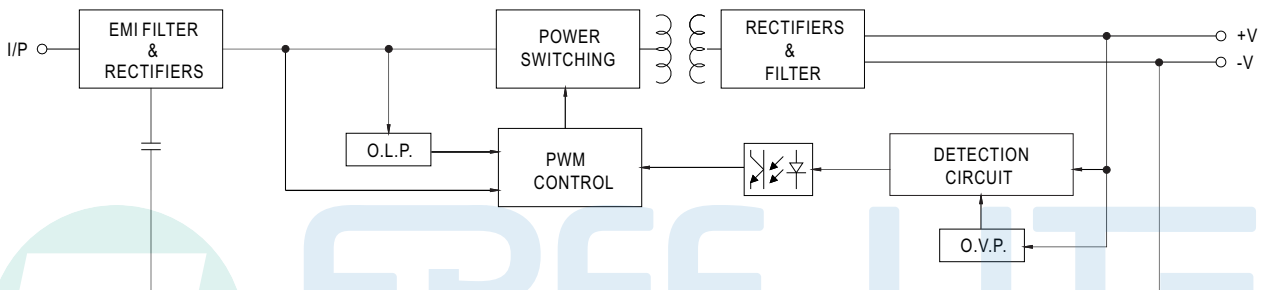 I/P
EMI FILTER
&
RECTIFIERS
POWER
SWITCHING
RECTIFIERS
&
FILTER
+V
-V
O.L.P.
PWM
CONTROL
DETECTION
CIRCUIT
O.V.P.